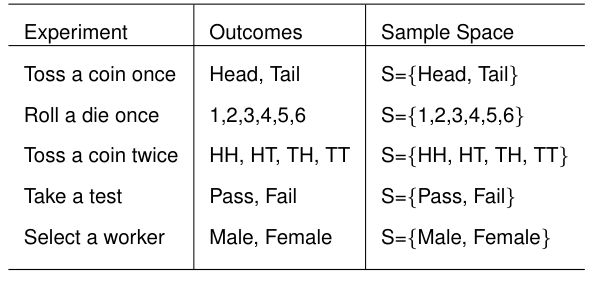 Experiment Outcomes Sample Space
Toss a coin once Head, Tail S={Head, Tail}
Roll a die once 1,2,3,4,5,6 S={1,2,3,4,5,6}
Toss a coin twice HH, HT, TH, TT S={HH, HT, TH, TT}
Take a test Pass, Fail S={Pass, Fail}
Select a worker Male, Female S={Male, Female}